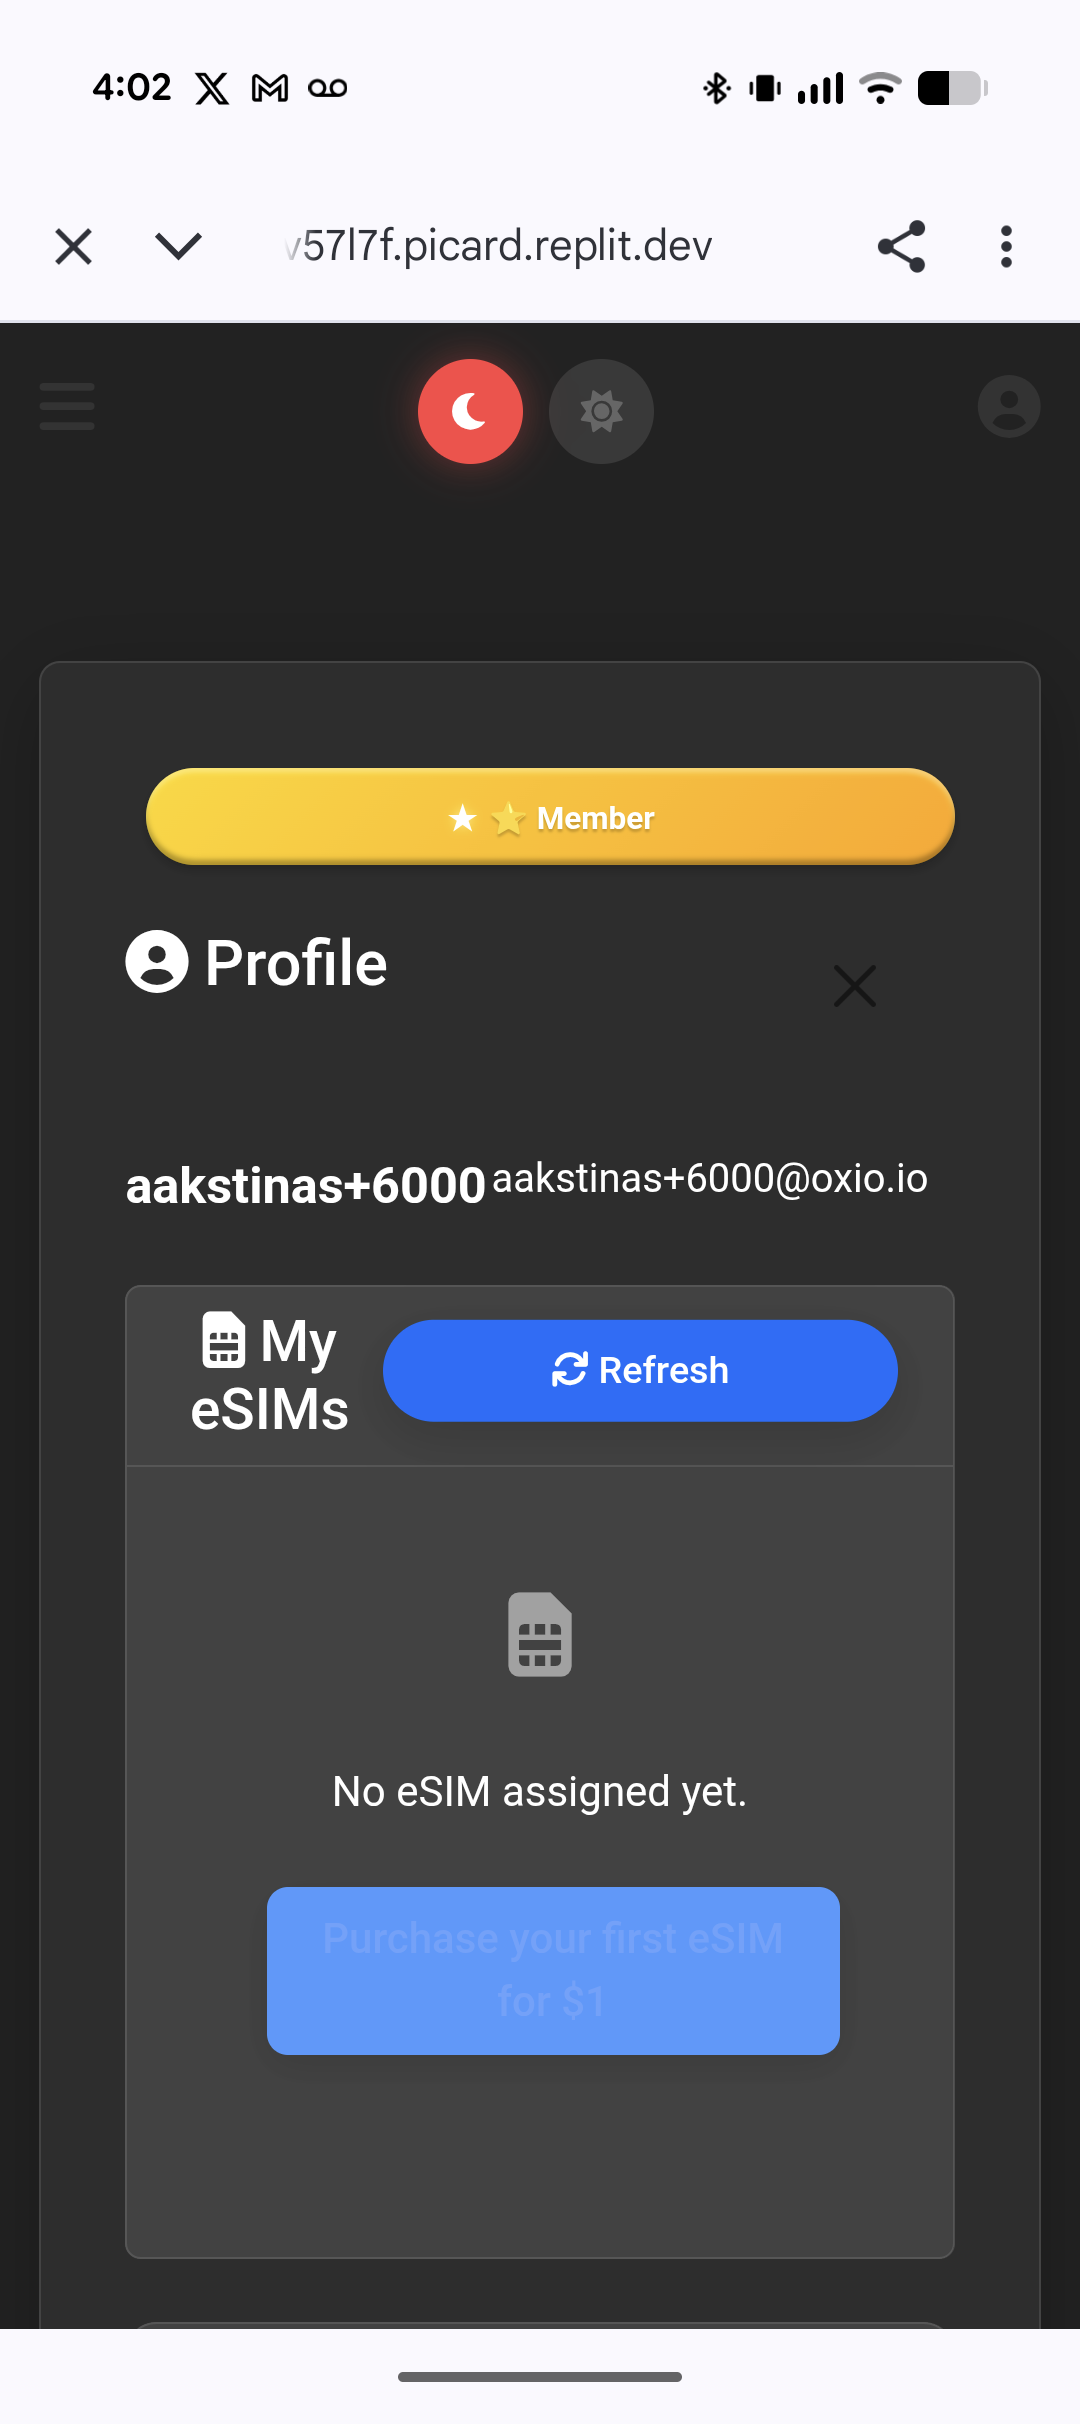 4:02
v57l7f.picard.replit.dev
★ ⭐ Member
Profile
aakstinas+6000 aakstinas+6000@oxio.io
My
eSIMs
Refresh
No eSIM assigned yet.
Purchase your first eSIM
for $1